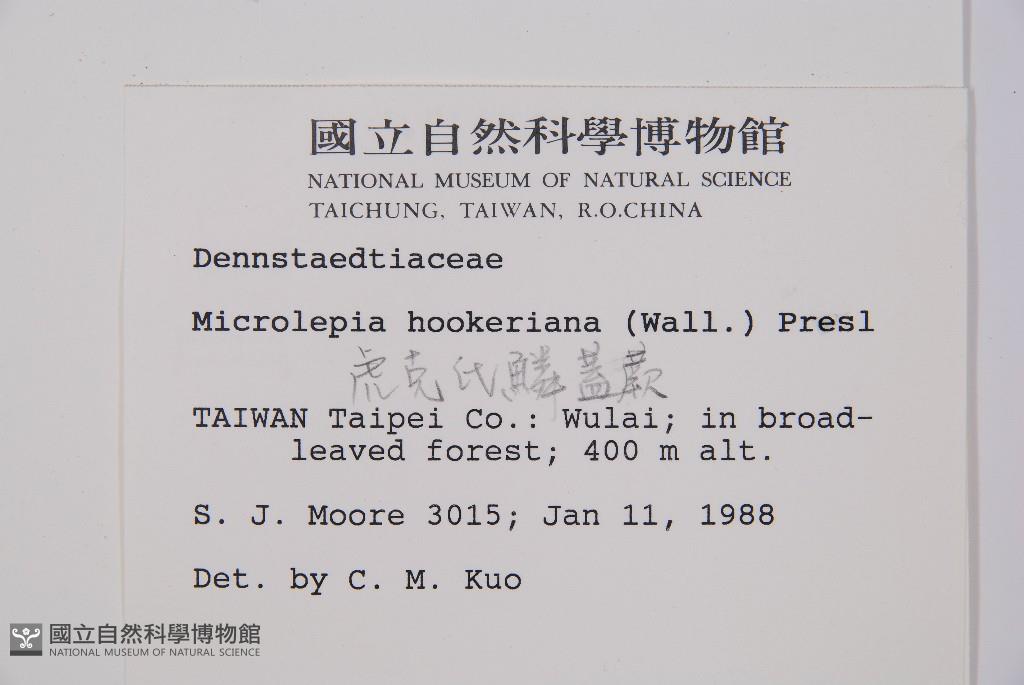 國立自然科學博物館
NATIONAL MUSEUM OF NATURAL SCIENCE
TAICHUNG, TAIWAN, R.O.CHINA
Dennstaedtiaceae
Microlepia hookeriana (Wall.) Presl
虎克氏鱗蓋蕨
TAIWAN Taipei Co.: Wulai; in broad-
leaved forest; 400 m alt.
S. J. Moore 3015; Jan 11, 1988
Det. by C. M. Kuo
國立自然科學博物館
NATIONAL MUSEUM OF NATURAL SCIENCE